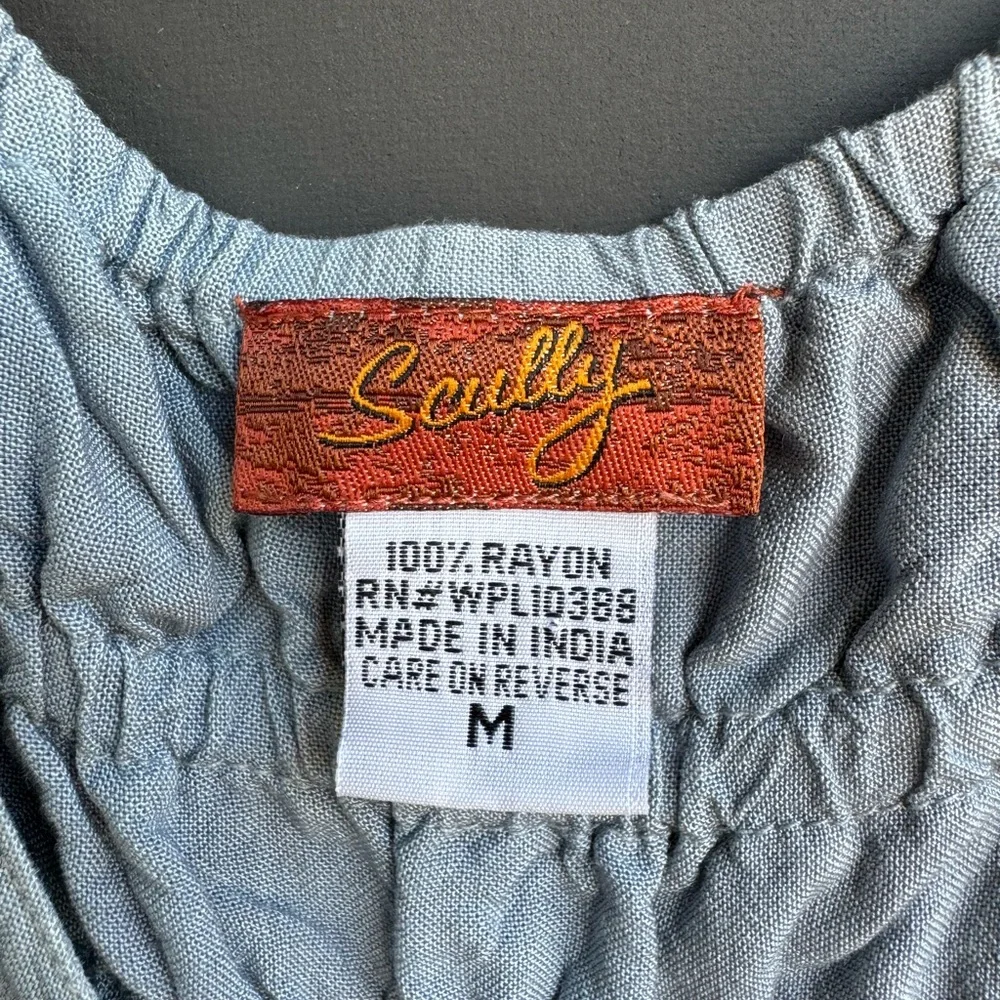 Scully
100% RAYON
RN#WPL10388
MADE IN INDIA
CARE ON REVERSE
M